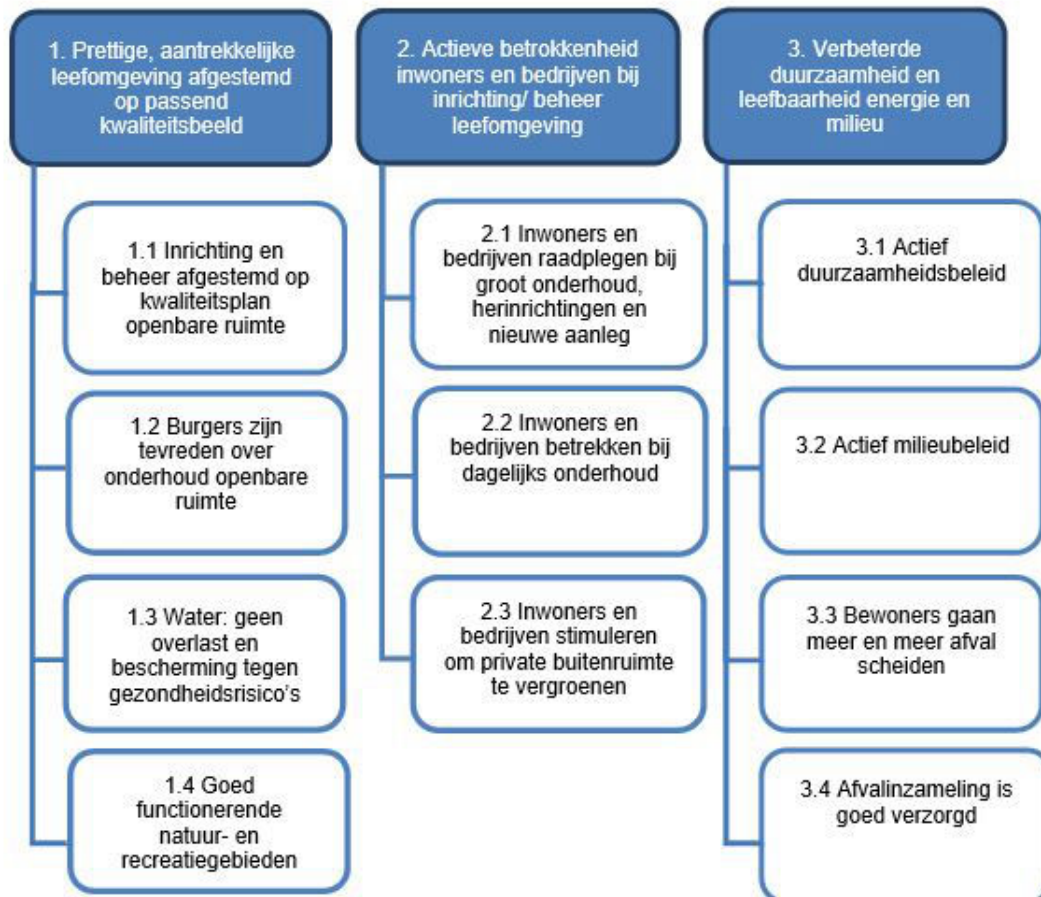 1. Prettige, aantrekkelijke
leefomgeving afgestemd
op passend
kwaliteitsbeeld
1.1 Inrichting en
beheer afgestemd op
kwaliteitsplan
openbare ruimte
1.2 Burgers zijn
tevreden over
onderhoud openbare
ruimte
1.3 Water: geen
overlast en
bescherming tegen
gezondheidsrisico's
1.4 Goed
functionerende
natuur- en
recreatiegebieden
2. Actieve betrokkenheid
inwoners en bedrijven bij
inrichting/ beheer
leefomgeving
2.1 Inwoners en
bedrijven raadplegen bij
groot onderhoud,
herinrichtingen en
nieuwe aanleg
2.2 Inwoners en
bedrijven betrekken bij
dagelijks onderhoud
2.3 Inwoners en
bedrijven stimuleren
om private buitenruimte
te vergroenen
3. Verbeterde
duurzaamheid en
leefbaarheid energie en
milieu
3.1 Actief
duurzaamheidsbeleid
3.2 Actief milieubeleid
3.3 Bewoners gaan
meer en meer afval
scheiden
3.4 Afvalinzameling is
goed verzorgd